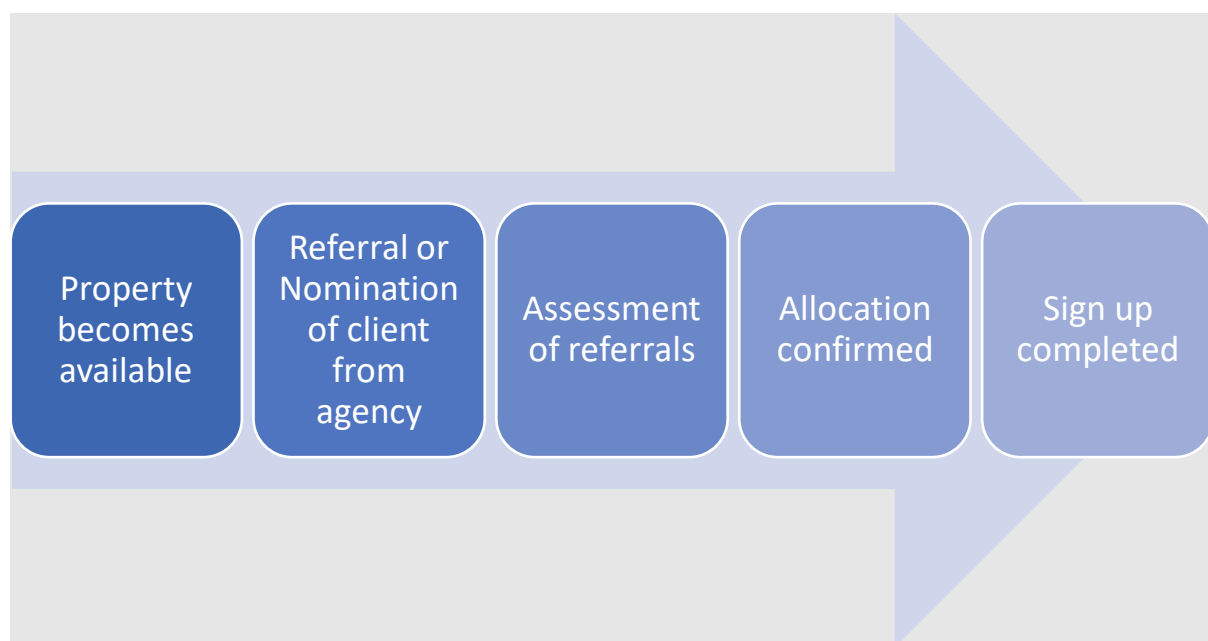 Property
becomes
available
Referral or
Nomination
of client
from
agency
Assessment
of referrals
Allocation
confirmed
Sign up
completed